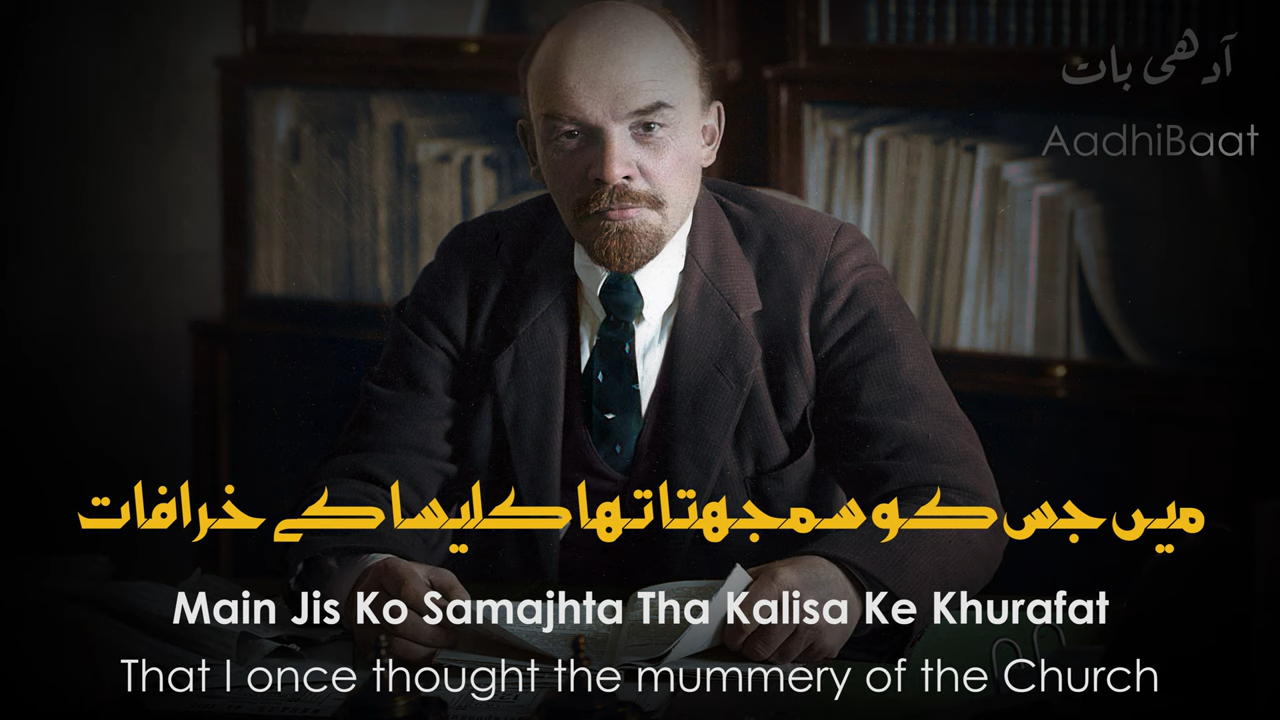 آدھی بات
AadhiBaat
میں جس کو سمجھتا تھا کلیسا کے خرافات
Main Jis Ko Samajhta Tha Kalisa Ke Khurafat
That I once thought the mummery of the Church